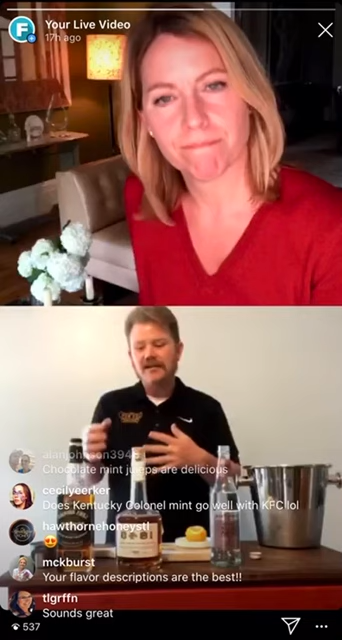 F
Your Live Video
17h ago
Chocolate mint juleps are delicious
cecilyeerker
Does Kentucky Colonel mint go well with KFC lol
hawthornehoneystl
😍
mckburst
Your flavor descriptions are the best!!
tlgrffn
Sounds great
537